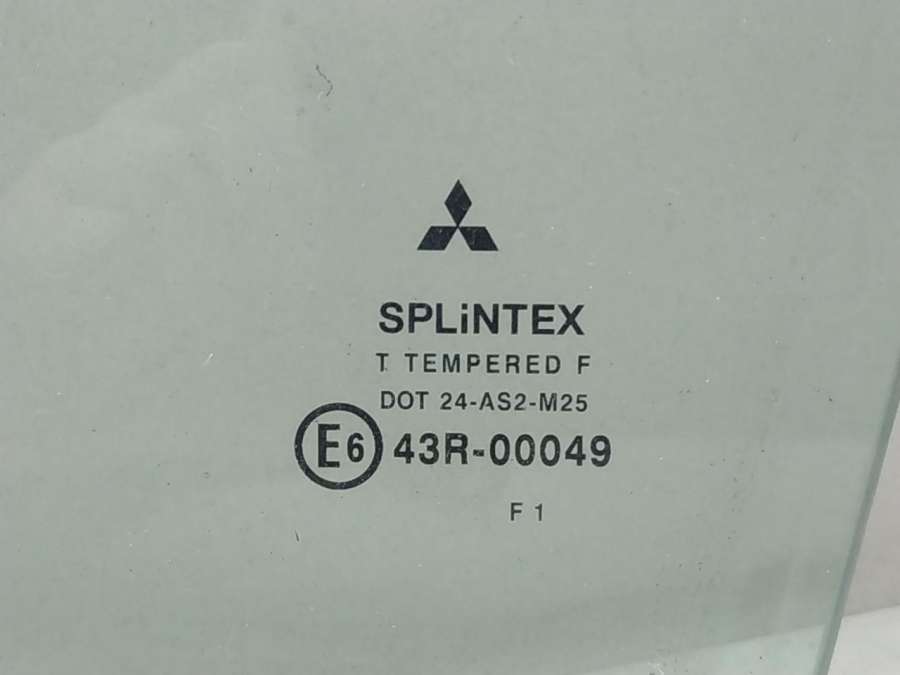 SPLiNTEX
T TEMPERED F
DOT 24-AS2-M25
E6 43R-00049
F 1